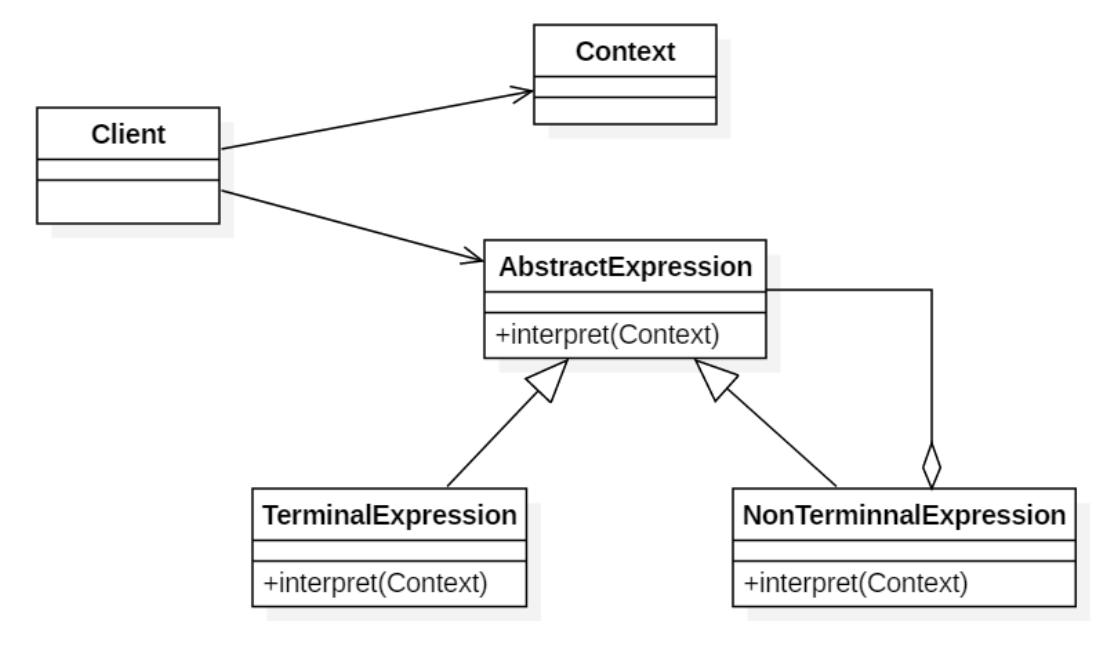 Context
Client
AbstractExpression
+interpret(Context)
TerminalExpression
+interpret(Context)
NonTerminnalExpression
+interpret(Context)